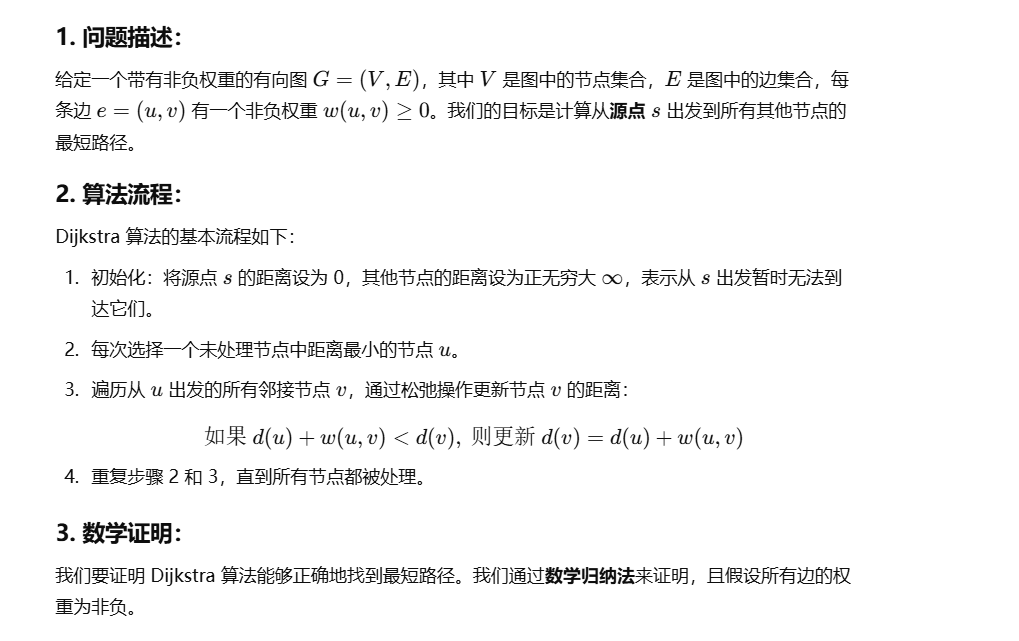 1. 问题描述：
给定一个带有非负权重的有向图 G = (V, E)，其中 V 是图中的节点集合，E 是图中的边集合，每
条边 e = (u, v) 有一个非负权重 w(u, v) ≥ 0。我们的目标是计算从源点 s 出发到所有其他节点的
最短路径。
2. 算法流程：
Dijkstra 算法的基本流程如下：
1. 初始化：将源点 s 的距离设为 0，其他节点的距离设为正无穷大 ∞，表示从 s 出发暂时无法到
达它们。
2. 每次选择一个未处理节点中距离最小的节点 u。
3. 遍历从 u 出发的所有邻接节点 v，通过松弛操作更新节点 v 的距离：
如果 d(u) + w(u, v) < d(v), 则更新 d(v) = d(u) + w(u, v)
4. 重复步骤 2 和 3，直到所有节点都被处理。
3. 数学证明：
我们要证明 Dijkstra 算法能够正确地找到最短路径。我们通过数学归纳法来证明，且假设所有边的权
重为非负。